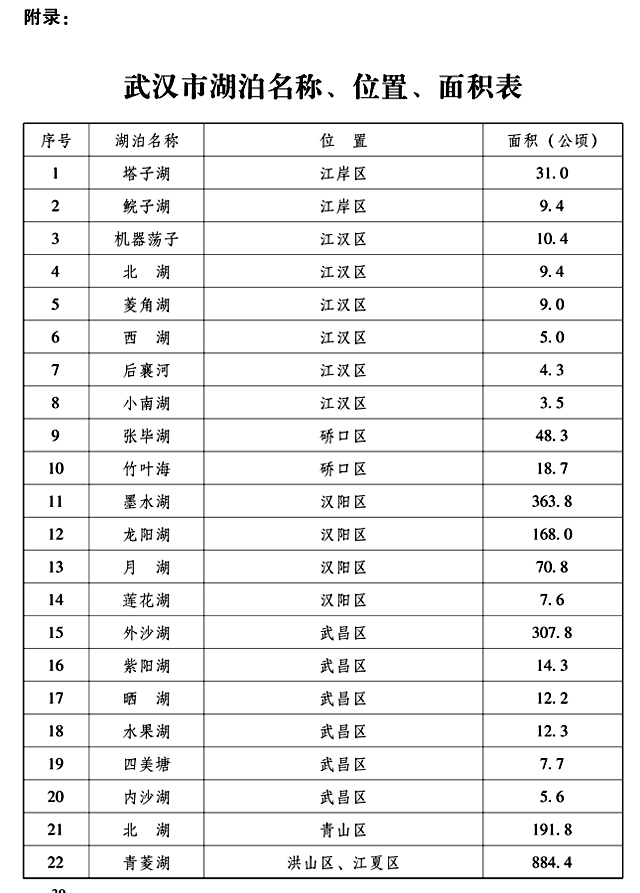 附录：
武汉市湖泊名称、位置、面积表
序号 湖泊名称 位 置 面积（公顷）
1 塔子湖 江岸区 31.0
2 鲩子湖 江岸区 9.4
3 机器荡子 江汉区 10.4
4 北 湖 江汉区 9.4
5 菱角湖 江汉区 9.0
6 西 湖 江汉区 5.0
7 后襄河 江汉区 4.3
8 小南湖 江汉区 3.5
9 张毕湖 硚口区 48.3
10 竹叶海 硚口区 18.7
11 墨水湖 汉阳区 363.8
12 龙阳湖 汉阳区 168.0
13 月 湖 汉阳区 70.8
14 莲花湖 汉阳区 7.6
15 外沙湖 武昌区 307.8
16 紫阳湖 武昌区 14.3
17 晒 湖 武昌区 12.2
18 水果湖 武昌区 12.3
19 四美塘 武昌区 7.7
20 内沙湖 武昌区 5.6
21 北 湖 青山区 191.8
22 青菱湖 洪山区、江夏区 884.4